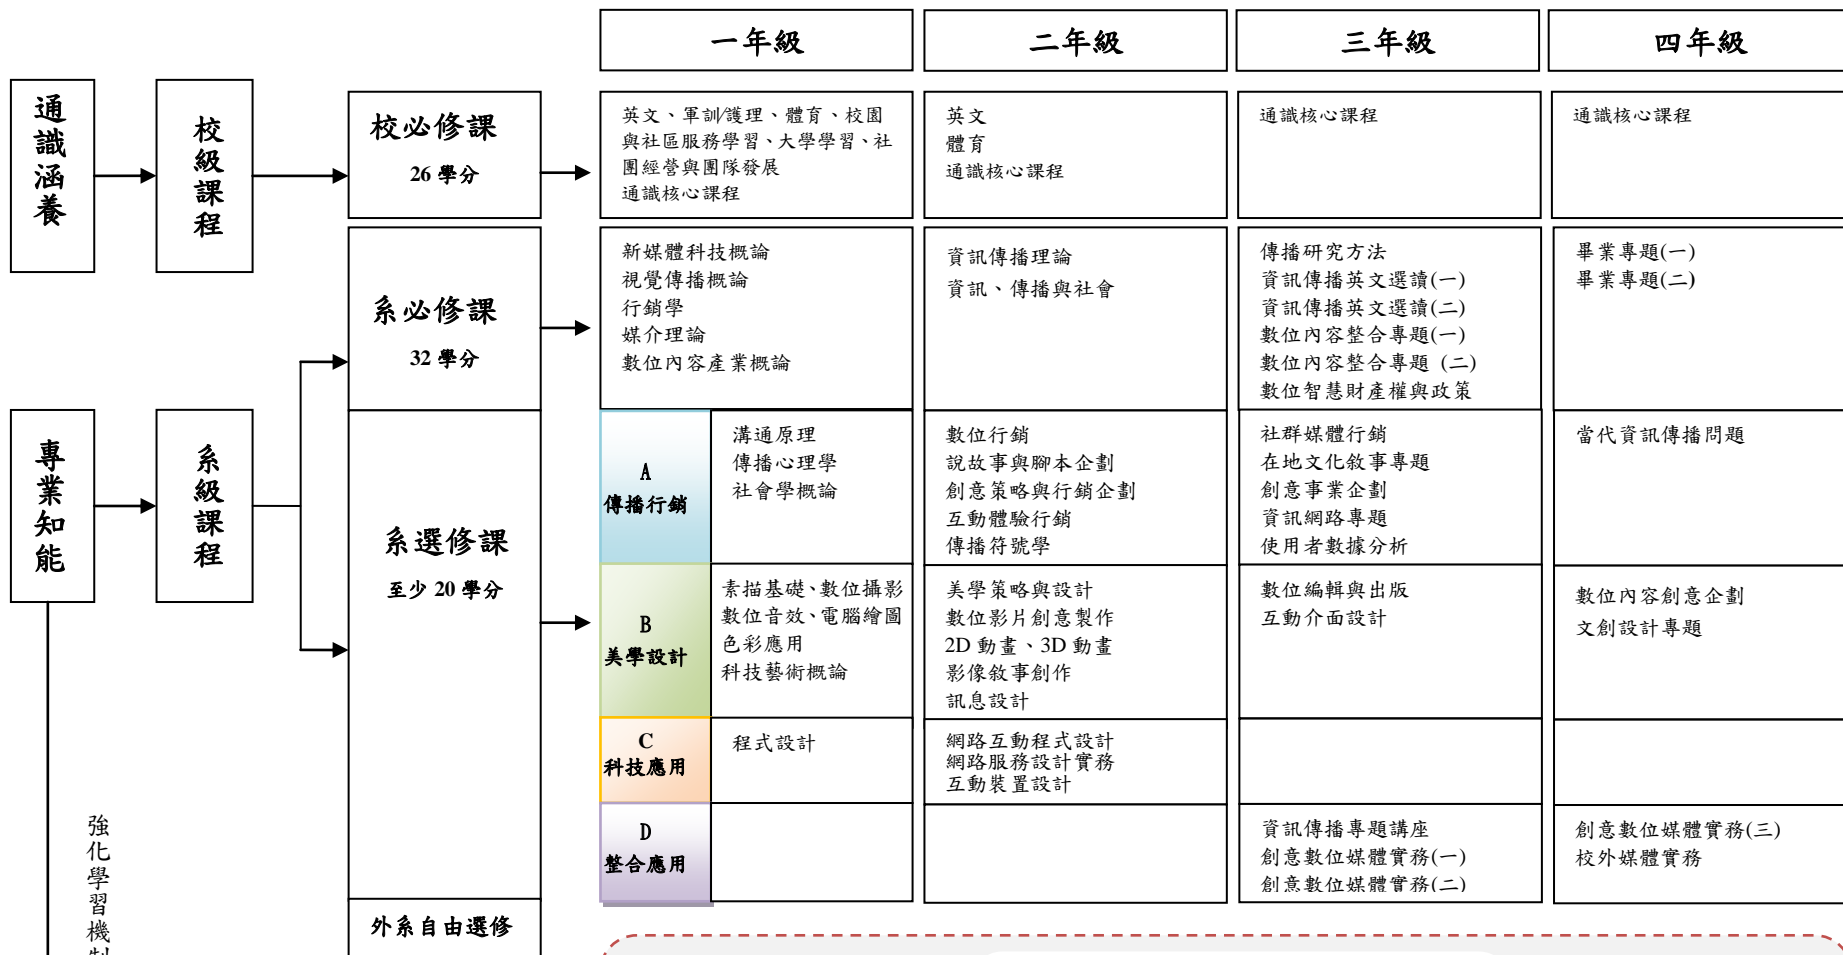 一年級
二年級
三年級
四年級
通識涵養
校級課程
校必修課
26 學分
英文、軍訓/護理、體育、校園
與社區服務學習、大學學習、社
團經營與團隊發展
通識核心課程
英文
體育
通識核心課程
通識核心課程
通識核心課程
專業知能
系級課程
系必修課
32 學分
新媒體科技概論
視覺傳播概論
行銷學
媒介理論
數位內容產業概論
資訊傳播理論
資訊、傳播與社會
傳播研究方法
資訊傳播英文選讀(一)
資訊傳播英文選讀(二)
數位內容整合專題(一)
數位內容整合專題 (二)
數位智慧財產權與政策
畢業專題(一)
畢業專題(二)
系選修課
至少 20 學分
A
傳播行銷
溝通原理
傳播心理學
社會學概論
數位行銷
說故事與腳本企劃
創意策略與行銷企劃
互動體驗行銷
傳播符號學
社群媒體行銷
在地文化敘事專題
創意事業企劃
資訊網路專題
使用者數據分析
當代資訊傳播問題
B
美學設計
素描基礎、數位攝影
數位音效、電腦繪圖
色彩應用
科技藝術概論
美學策略與設計
數位影片創意製作
2D 動畫、3D 動畫
影像敘事創作
訊息設計
數位編輯與出版
互動介面設計
數位內容創意企劃
文創設計專題
C
科技應用
程式設計
網路互動程式設計
網路服務設計實務
互動裝置設計
D
整合應用
資訊傳播專題講座
創意數位媒體實務(一)
創意數位媒體實務(二)
創意數位媒體實務(三)
校外媒體實務
外系自由選修
強化學習機制